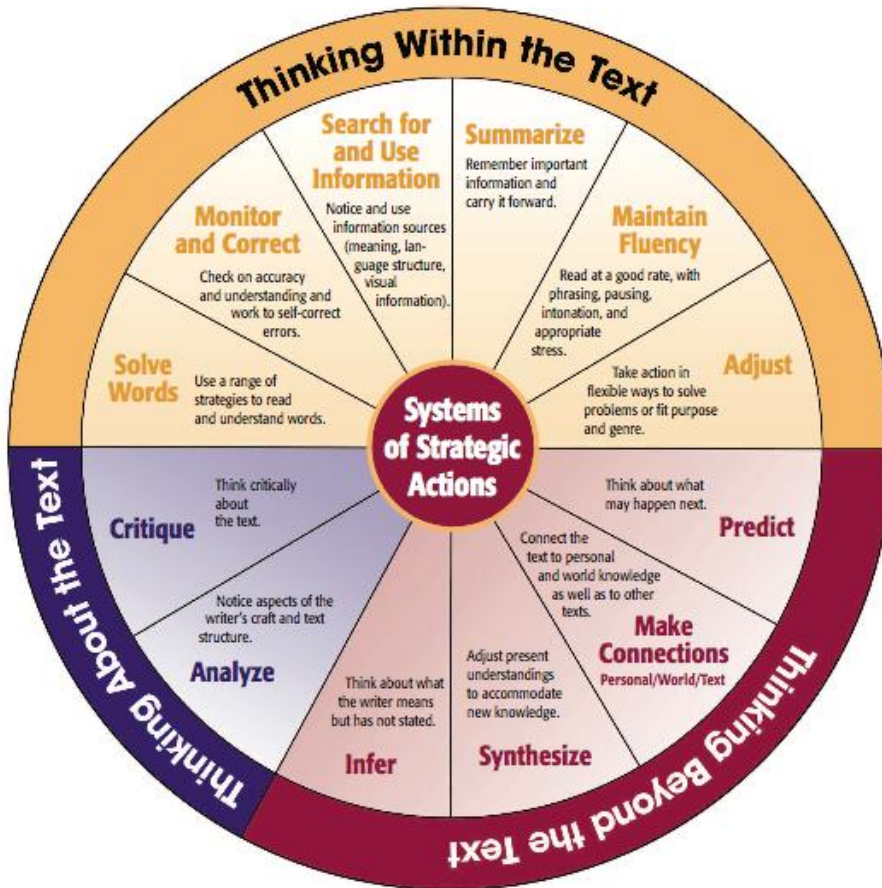 Thinking Within the Text
Solve
Words
Use a range of
strategies to read
and understand words.
Monitor
and Correct
Check on accuracy
and understanding and
work to self-correct
errors.
Search for
and Use
Information
Notice and use
information sources
(meaning, lan-
guage structure,
visual
information).
Summarize
Remember important
information and
carry it forward.
Maintain
Fluency
Read at a good rate, with
phrasing, pausing,
intonation, and
appropriate
stress.
Adjust
Take action in
flexible ways to solve
problems or fit purpose
and genre.
Systems
of Strategic
Actions
Thinking Beyond the Text
Think about what
may happen next.
Predict
Connect the
text to personal
and world knowledge
as well as to other
texts.
Make
Connections
Personal/World/Text
Adjust present
understandings
to accommodate
new knowledge.
Synthesize
Think about what
the writer means
but has not stated.
Infer
Thinking About the Text
Notice aspects of the
writer's craft and text
structure.
Analyze
Think critically
about
the text.
Critique